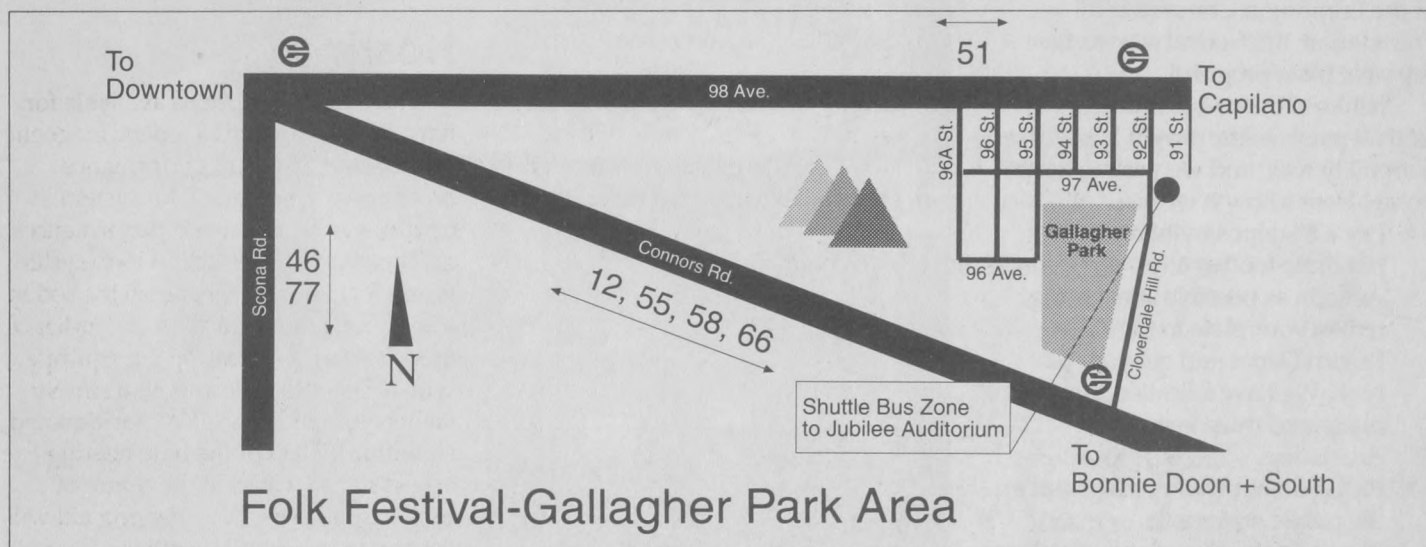 To
Downtown
51
To
Capilano
98 Ave.
96A St.
96 St.
95 St.
94 St.
93 St.
92 St.
91 St.
97 Ave.
Gallagher
Park
96 Ave.
Scona Rd.
46
77
N
Connors Rd.
12, 55, 58, 66
Cloverdale Hill Rd.
Shuttle Bus Zone
to Jubilee Auditorium
To
Bonnie Doon + South
Folk Festival-Gallagher Park Area